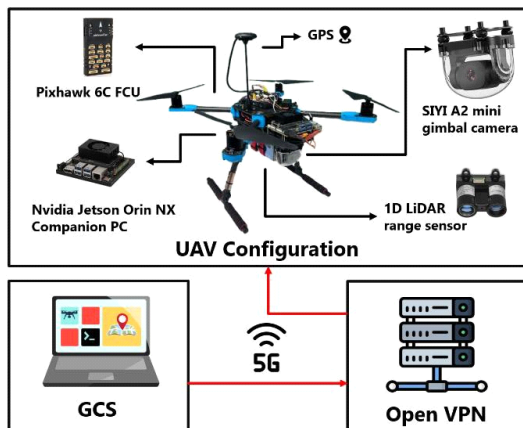 GPS
Pixhawk 6C FCU
SIYI A2 mini
gimbal camera
Nvidia Jetson Orin NX
Companion PC
1D LiDAR
range sensor
UAV Configuration
5G
GCS
Open VPN